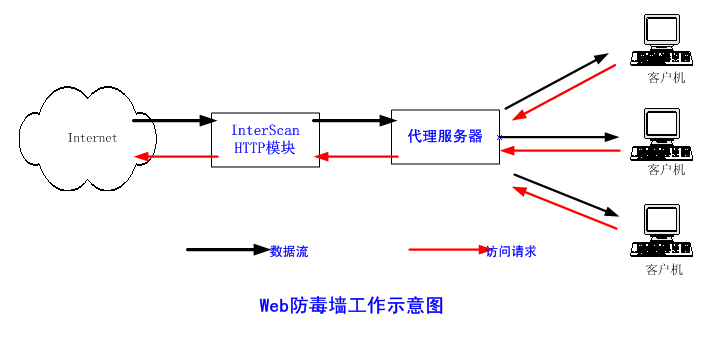 客户机
Internet
InterScan
HTTP模块
代理服务器
客户机
客户机
数据流
访问请求
Web防毒墙工作示意图